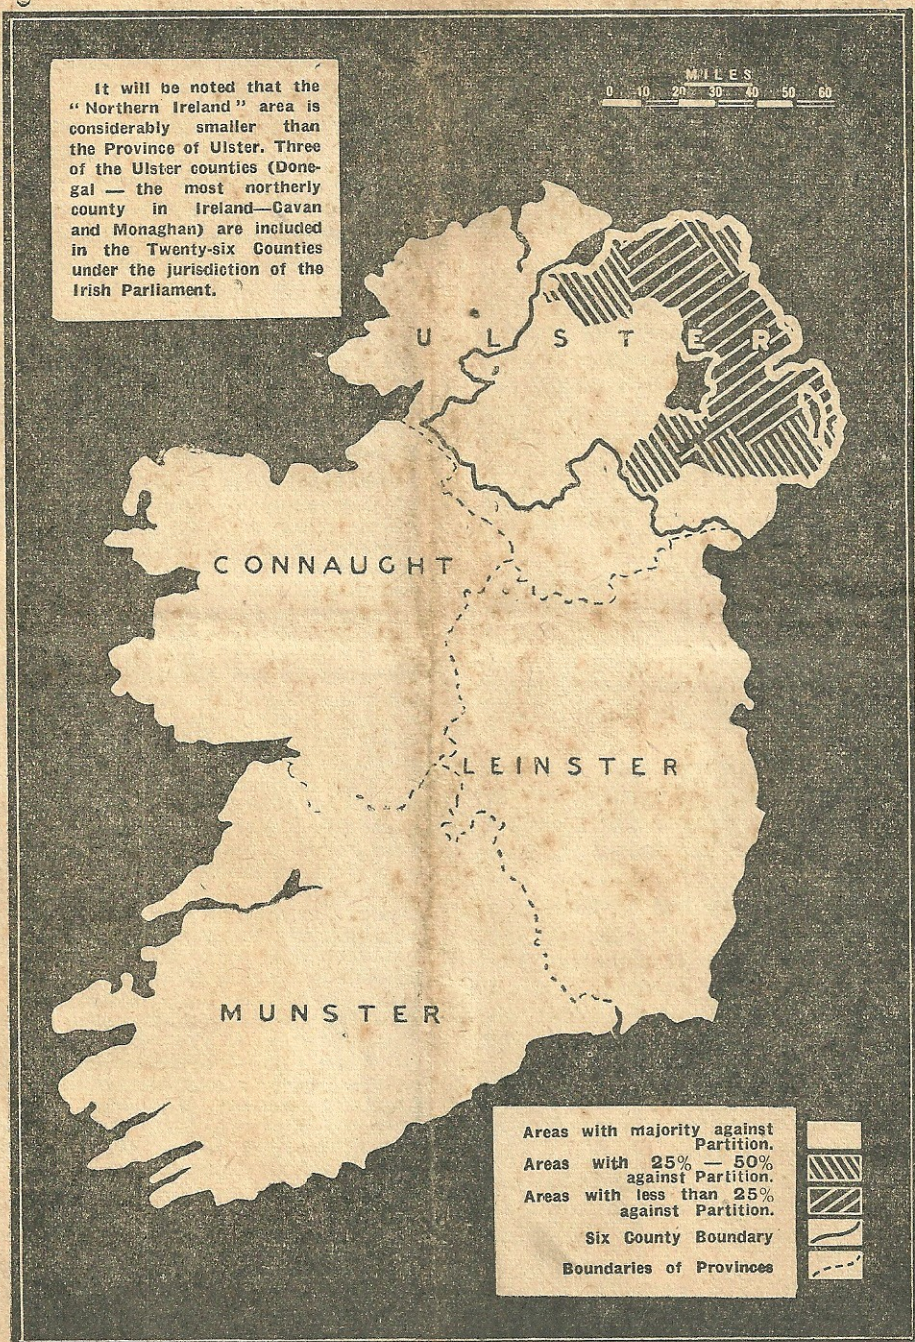 It will be noted that the
“Northern Ireland” area is
considerably smaller than
the Province of Ulster. Three
of the Ulster counties (Done-
gal — the most northerly
county in Ireland—Cavan
and Monaghan) are included
in the Twenty-six Counties
under the jurisdiction of the
Irish Parliament.
MILES
0 10 20 30 40 50 60
ULSTER
CONNAUGHT
LEINSTER
MUNSTER
Areas with majority against
Partition.
Areas with 25% — 50%
against Partition.
Areas with less than 25%
against Partition.
Six County Boundary
Boundaries of Provinces